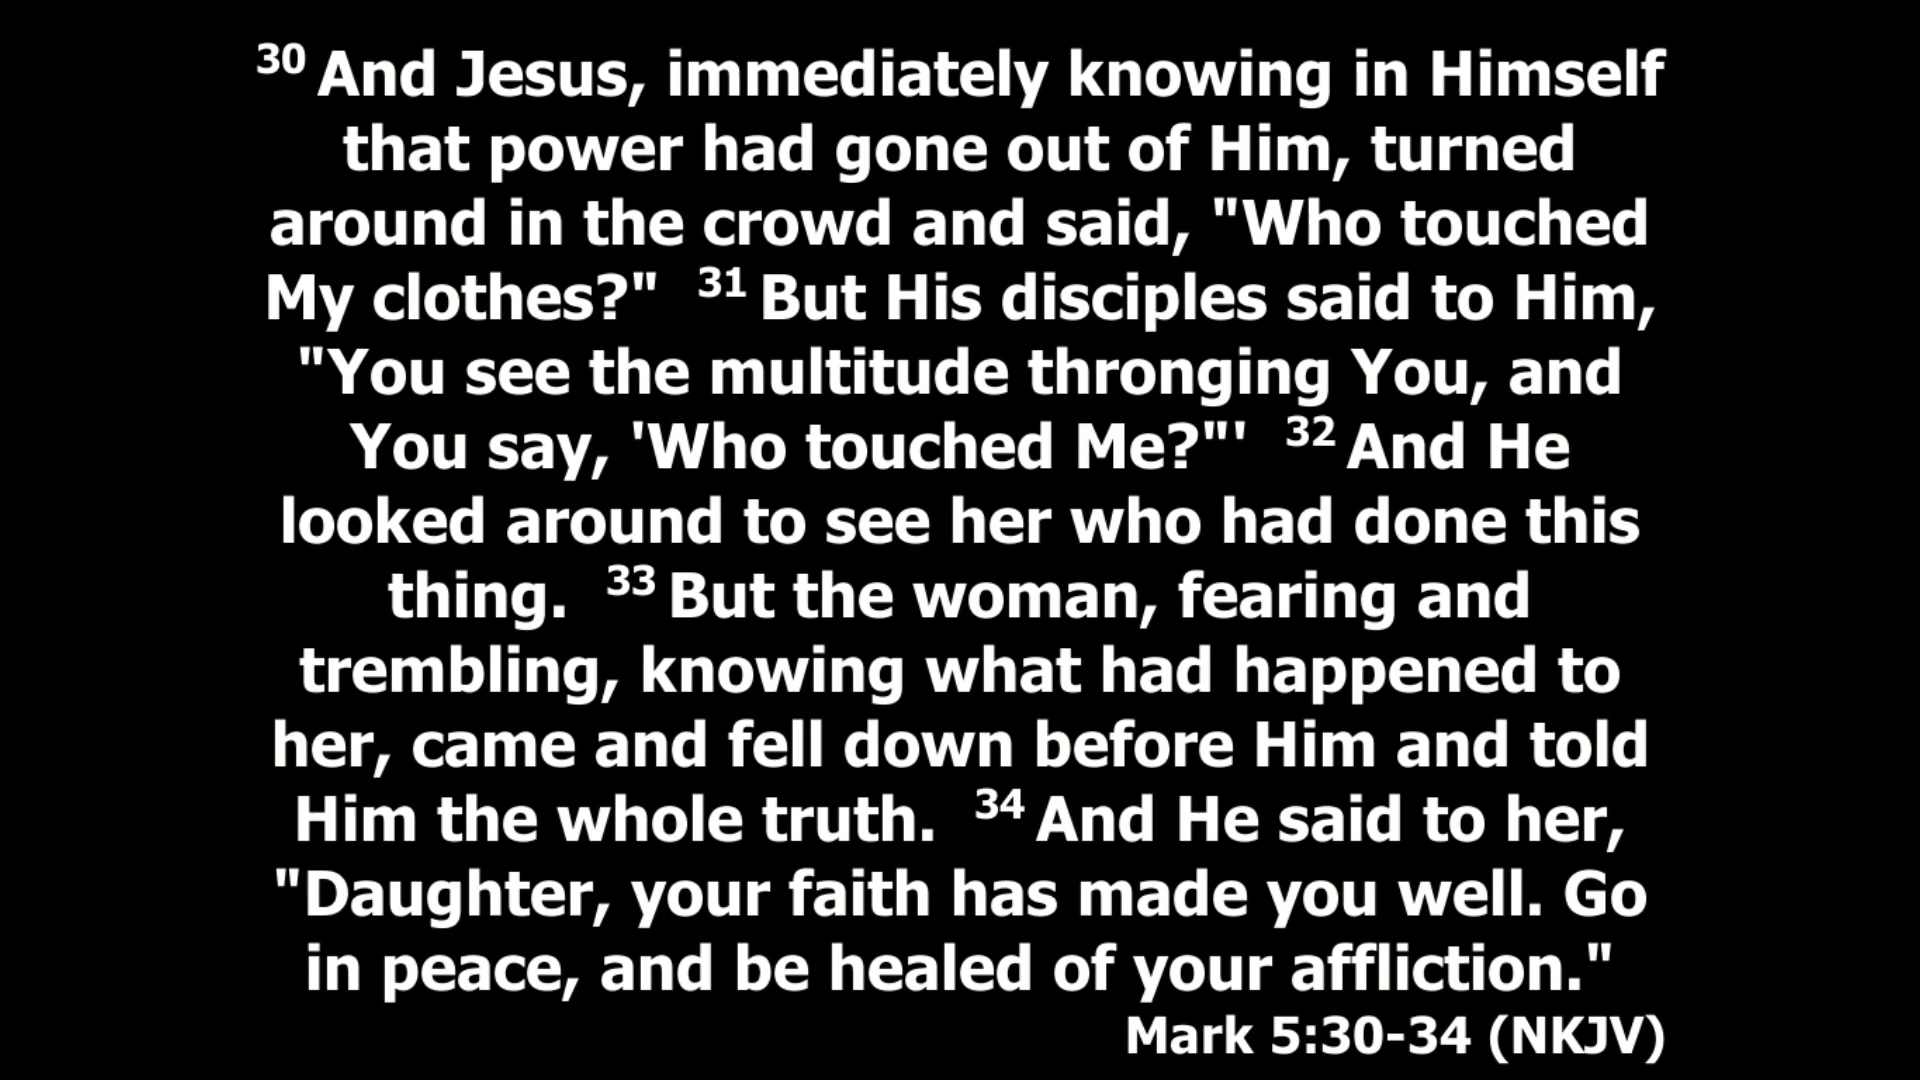 30 And Jesus, immediately knowing in Himself
that power had gone out of Him, turned
around in the crowd and said, "Who touched
My clothes?" 31 But His disciples said to Him,
"You see the multitude thronging You, and
You say, 'Who touched Me?"' 32 And He
looked around to see her who had done this
thing. 33 But the woman, fearing and
trembling, knowing what had happened to
her, came and fell down before Him and told
Him the whole truth. 34 And He said to her,
"Daughter, your faith has made you well. Go
in peace, and be healed of your affliction."
Mark 5:30-34 (NKJV)